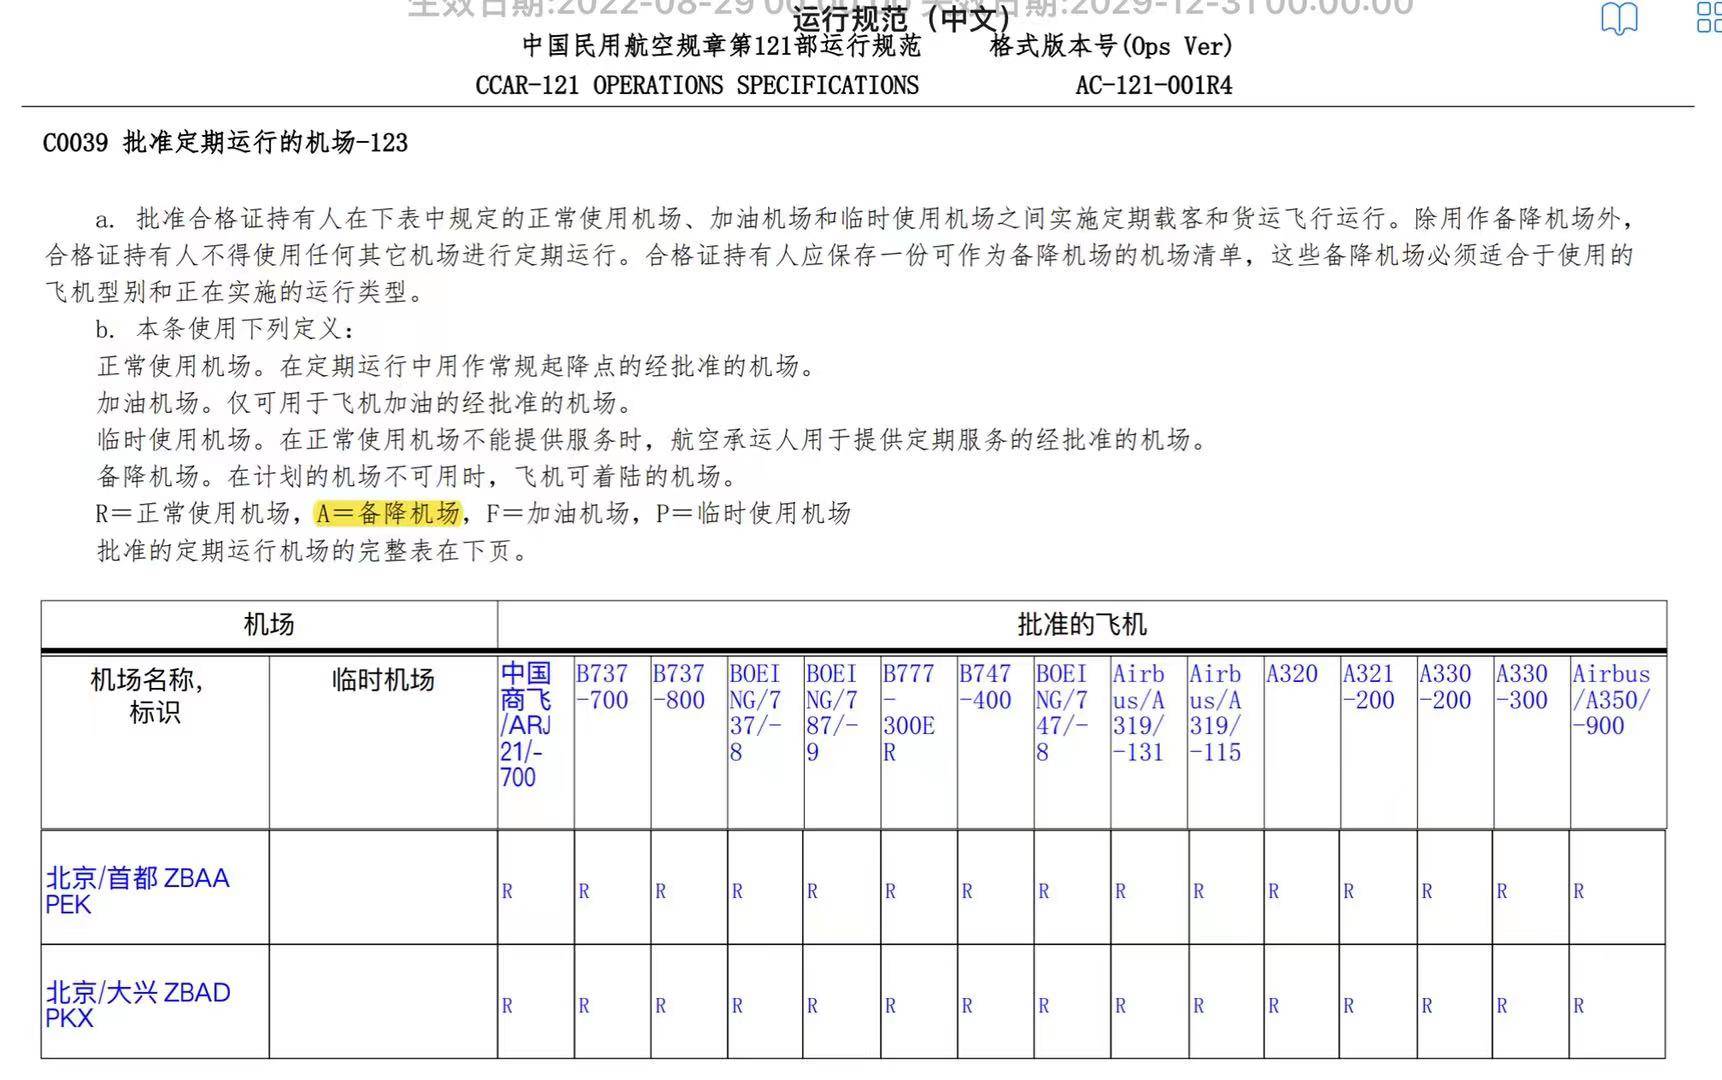 生效日期:2022-08-29 00:00:00 失效日期:2029-12-31 00:00:00
运行规范（中文）
中国民用航空规章第121部运行规范 格式版本号(Ops Ver)
CCAR-121 OPERATIONS SPECIFICATIONS AC-121-001R4
C0039 批准定期运行的机场-123
a. 批准合格证持有人在下表中规定的正常使用机场、加油机场和临时使用机场之间实施定期载客和货运飞行运行。除用作备降机场外，
合格证持有人不得使用任何其它机场进行定期运行。合格证持有人应保存一份可作为备降机场的机场清单，这些备降机场必须适合于使用的
飞机型别和正在实施的运行类型。
b. 本条使用下列定义：
正常使用机场。在定期运行中用作常规起降点的经批准的机场。
加油机场。仅可用于飞机加油的经批准的机场。
临时使用机场。在正常使用机场不能提供服务时，航空承运人用于提供定期服务的经批准的机场。
备降机场。在计划的机场不可用时，飞机可着陆的机场。
R＝正常使用机场，A＝备降机场，F＝加油机场，P＝临时使用机场
批准的定期运行机场的完整表在下页。
机场 批准的飞机
机场名称，标识 临时机场 中国商飞/ARJ21/-700 B737-700 B737-800 BOEING/737/-8 BOEING/787/-9 B777-300ER B747-400 BOEING/747/-8 Airbus/A319/-131 Airbus/A319/-115 A320 A321-200 A330-200 A330-300 Airbus/A350/-900
北京/首都 ZBAA PEK R R R R R R R R R R R R R R R
北京/大兴 ZBAD PKX R R R R R R R R R R R R R R R